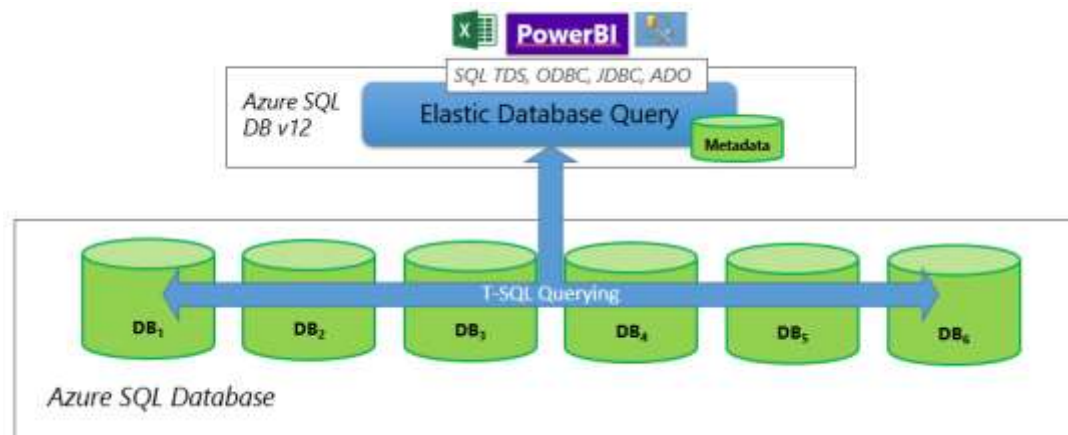 PowerBI
SQL TDS, ODBC, JDBC, ADO
Azure SQL
DB v12
Elastic Database Query
Metadata
T-SQL Querying
DB₁
DB₂
DB₃
DB₄
DB₅
DB₆
Azure SQL Database